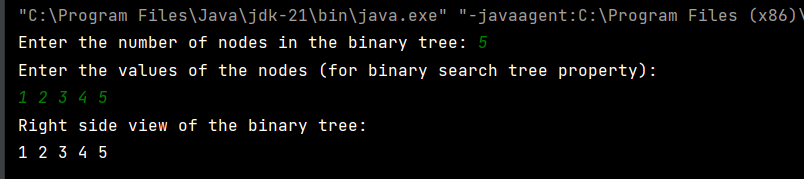 "C:\Program Files\Java\jdk-21\bin\java.exe" "-javaagent:C:\Program Files (x86)\
Enter the number of nodes in the binary tree: 5
Enter the values of the nodes (for binary search tree property):
1 2 3 4 5
Right side view of the binary tree:
1 2 3 4 5